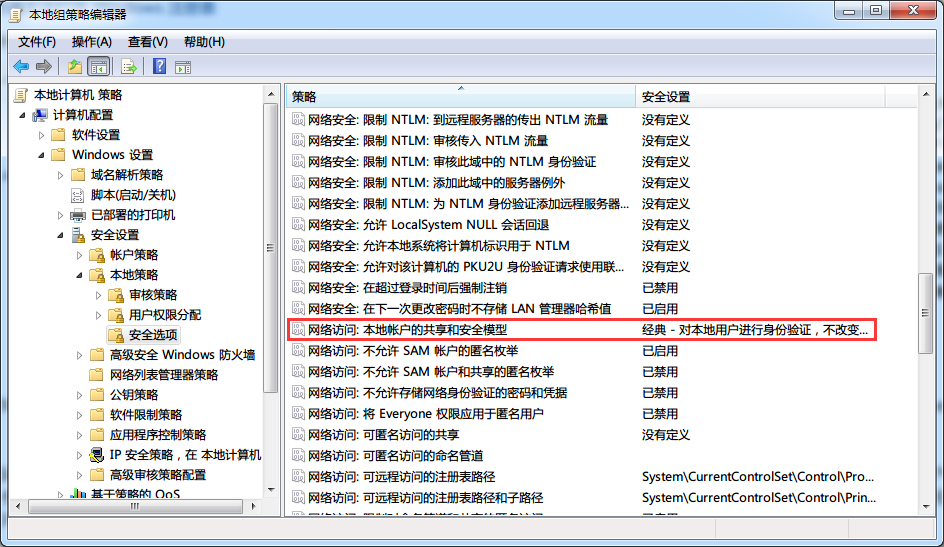 本地组策略编辑器
文件(F) 操作(A) 查看(V) 帮助(H)
本地计算机 策略
计算机配置
软件设置
Windows 设置
域名解析策略
脚本(启动/关机)
已部署的打印机
安全设置
帐户策略
本地策略
审核策略
用户权限分配
安全选项
高级安全 Windows 防火墙
网络列表管理器策略
公钥策略
软件限制策略
应用程序控制策略
IP 安全策略，在 本地计算机
高级审核策略配置
基于策略的 QoS
策略 安全设置
网络安全: 限制 NTLM: 到远程服务器的传出 NTLM 流量 没有定义
网络安全: 限制 NTLM: 审核传入 NTLM 流量 没有定义
网络安全: 限制 NTLM: 审核此域中的 NTLM 身份验证 没有定义
网络安全: 限制 NTLM: 添加此域中的服务器例外 没有定义
网络安全: 限制 NTLM: 为 NTLM 身份验证添加远程服务器... 没有定义
网络安全: 允许 LocalSystem NULL 会话回退 没有定义
网络安全: 允许本地系统将计算机标识用于 NTLM 没有定义
网络安全: 允许对该计算机的 PKU2U 身份验证请求使用联... 没有定义
网络安全: 在超过登录时间后强制注销 已禁用
网络安全: 在下一次更改密码时不存储 LAN 管理器哈希值 已启用
网络访问: 本地帐户的共享和安全模型 经典 - 对本地用户进行身份验证，不改变...
网络访问: 不允许 SAM 帐户的匿名枚举 已启用
网络访问: 不允许 SAM 帐户和共享的匿名枚举 已禁用
网络访问: 不允许存储网络身份验证的密码和凭据 已禁用
网络访问: 将 Everyone 权限应用于匿名用户 已禁用
网络访问: 可匿名访问的共享 没有定义
网络访问: 可匿名访问的命名管道
网络访问: 可远程访问的注册表路径 System\CurrentControlSet\Control\Pro...
网络访问: 可远程访问的注册表路径和子路径 System\CurrentControlSet\Control\Prin...